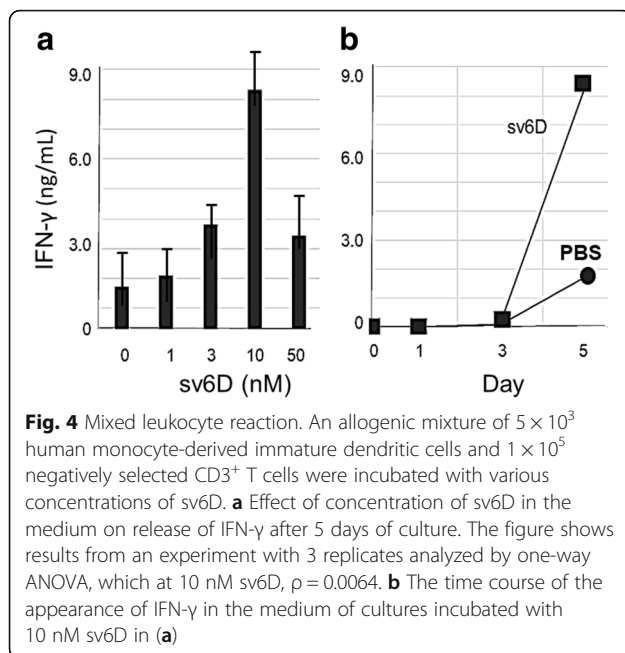 a
b
9.0
6.0
3.0
0
IFN-γ (ng/mL)
0 1 3 10 50
sv6D (nM)
9.0
6.0
3.0
0
sv6D
PBS
0 1 3 5
Day
Fig. 4 Mixed leukocyte reaction. An allogenic mixture of 5 × 10³
human monocyte-derived immature dendritic cells and 1 × 10⁵
negatively selected CD3⁺ T cells were incubated with various
concentrations of sv6D. a Effect of concentration of sv6D in the
medium on release of IFN-γ after 5 days of culture. The figure shows
results from an experiment with 3 replicates analyzed by one-way
ANOVA, which at 10 nM sv6D, ρ = 0.0064. b The time course of the
appearance of IFN-γ in the medium of cultures incubated with
10 nM sv6D in (a)